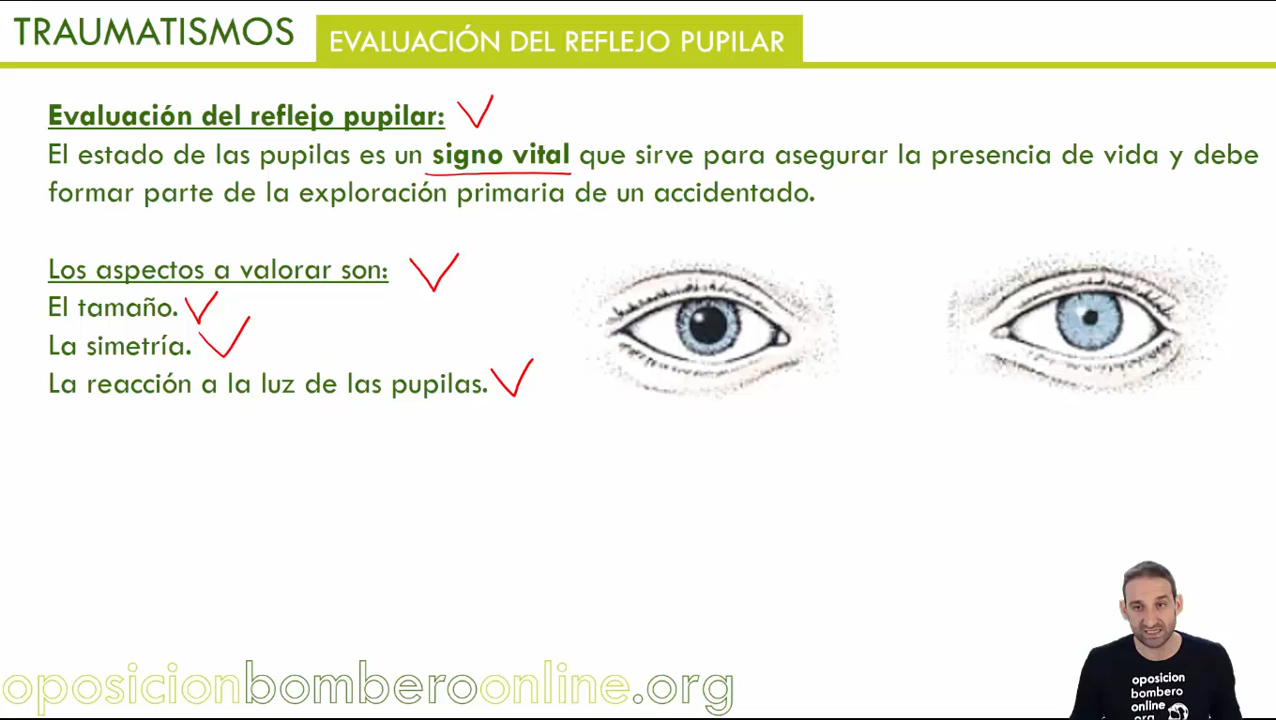 TRAUMATISMOS
EVALUACIÓN DEL REFLEJO PUPILAR
Evaluación del reflejo pupilar:
El estado de las pupilas es un signo vital que sirve para asegurar la presencia de vida y debe
formar parte de la exploración primaria de un accidentado.
Los aspectos a valorar son:
El tamaño.
La simetría.
La reacción a la luz de las pupilas.
oposicionbomberoonline.org
oposicion
bombero
online
org